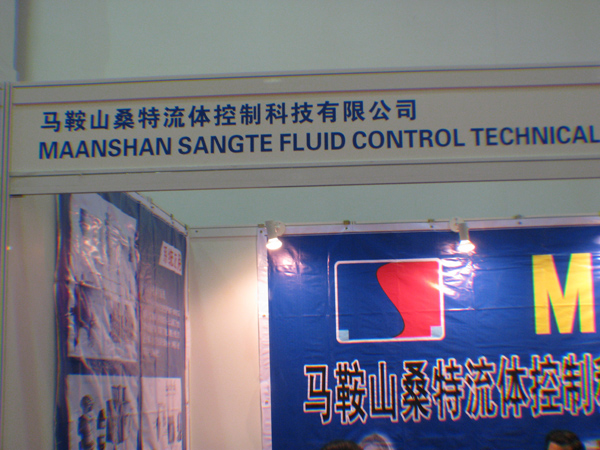 马鞍山桑特流体控制科技有限公司
MAANSHAN SANGTE FLUID CONTROL TECHNICAL
M
马鞍山桑特流体控制科